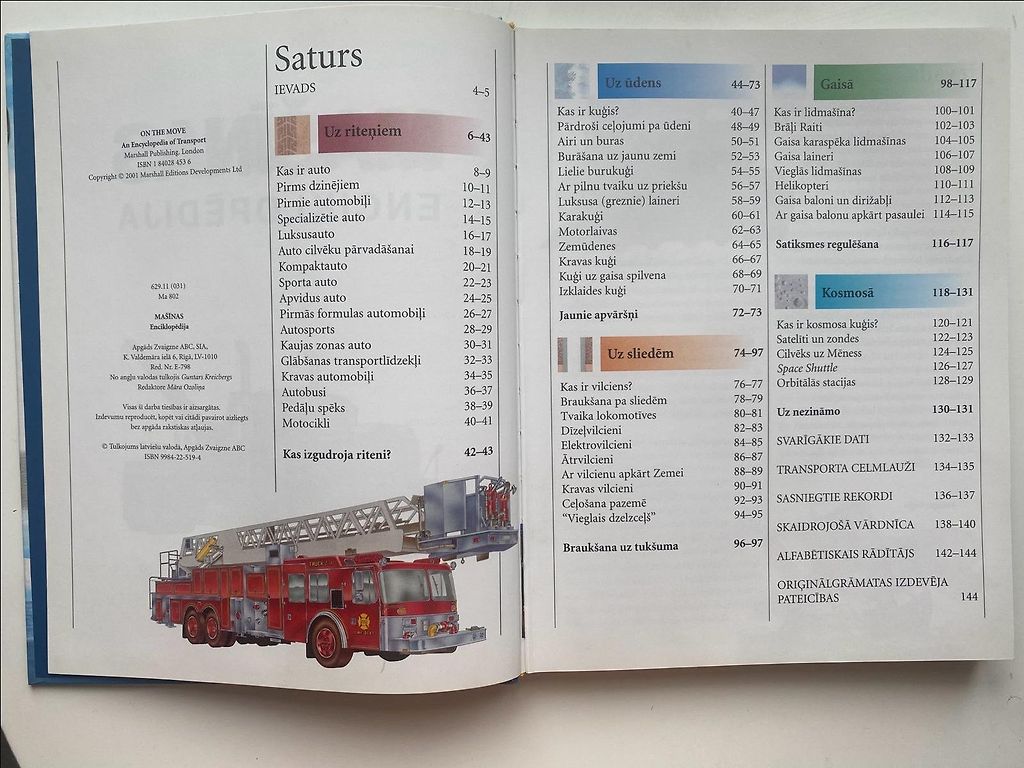 ON THE MOVE
An Encyclopedia of Transport
Marshall Publishing, London
ISBN 1 84028 453 6
Copyright © 2001 Marshall Editions Developments Ltd
629.11 (031)
Ma 802
MAŠĪNAS
Enciklopēdija
Apgāds Zvaigzne ABC, SIA,
K. Valdemāra ielā 6, Rīgā, LV-1010
Red. Nr. E-798
No angļu valodas tulkojis Guntars Kreicbergs
Redaktore Māra Ozoliņa
Visas šī darba tiesības ir aizsargātas.
Izdevumu reproducēt, kopēt vai citādi pavairot aizliegts
bez apgāda rakstiskas atļaujas.
© Tulkojums latviešu valodā, Apgāds Zvaigzne ABC
ISBN 9984-22-519-4
Saturs
IEVADS 4–5
Uz riteņiem 6–43
Kas ir auto 8–9
Pirms dzinējiem 10–11
Pirmie automobiļi 12–13
Specializētie auto 14–15
Luksusauto 16–17
Auto cilvēku pārvadāšanai 18–19
Kompaktauto 20–21
Sporta auto 22–23
Apvidus auto 24–25
Pirmās formulas automobiļi 26–27
Autosports 28–29
Kaujas zonas auto 30–31
Glābšanas transportlīdzekļi 32–33
Kravas automobiļi 34–35
Autobusi 36–37
Pedāļu spēks 38–39
Motocikli 40–41
Kas izgudroja riteni? 42–43
Uz ūdens 44–73
Kas ir kuģis? 40–47
Pārdroši ceļojumi pa ūdeni 48–49
Airi un buras 50–51
Burāšana uz jaunu zemi 52–53
Lielie burukuģi 54–55
Ar pilnu tvaiku uz priekšu 56–57
Luksusa (greznie) laineri 58–59
Karakuģi 60–61
Motorlaivas 62–63
Zemūdenes 64–65
Kravas kuģi 66–67
Kuģi uz gaisa spilvena 68–69
Izklaides kuģi 70–71
Jaunie apvāršņi 72–73
Uz sliedēm 74–97
Kas ir vilciens? 76–77
Braukšana pa sliedēm 78–79
Tvaika lokomotīves 80–81
Dīzeļvilcieni 82–83
Elektrovilcieni 84–85
Ātrvilcieni 86–87
Ar vilcienu apkārt Zemei 88–89
Kravas vilcieni 90–91
Ceļošana pazemē 92–93
“Vieglais dzelzceļš” 94–95
Braukšana uz tukšuma 96–97
Gaisā 98–117
Kas ir lidmašīna? 100–101
Brāļi Raiti 102–103
Gaisa karaspēka lidmašīnas 104–105
Gaisa laineri 106–107
Vieglās lidmašīnas 108–109
Helikopteri 110–111
Gaisa baloni un dirižabļi 112–113
Ar gaisa balonu apkārt pasaulei 114–115
Satiksmes regulēšana 116–117
Kosmosā 118–131
Kas ir kosmosa kuģis? 120–121
Satelīti un zondes 122–123
Cilvēks uz Mēness 124–125
Space Shuttle 126–127
Orbitālās stacijas 128–129
Uz nezināmo 130–131
SVARĪGĀKIE DATI 132–133
TRANSPORTA CELMLAUŽI 134–135
SASNIEGTIE REKORDI 136–137
SKAIDROJOŠĀ VĀRDNĪCA 138–140
ALFABĒTISKAIS RĀDĪTĀJS 142–144
ORIĢINĀLGRĀMATAS IZDEVĒJA
PATEICĪBAS 144